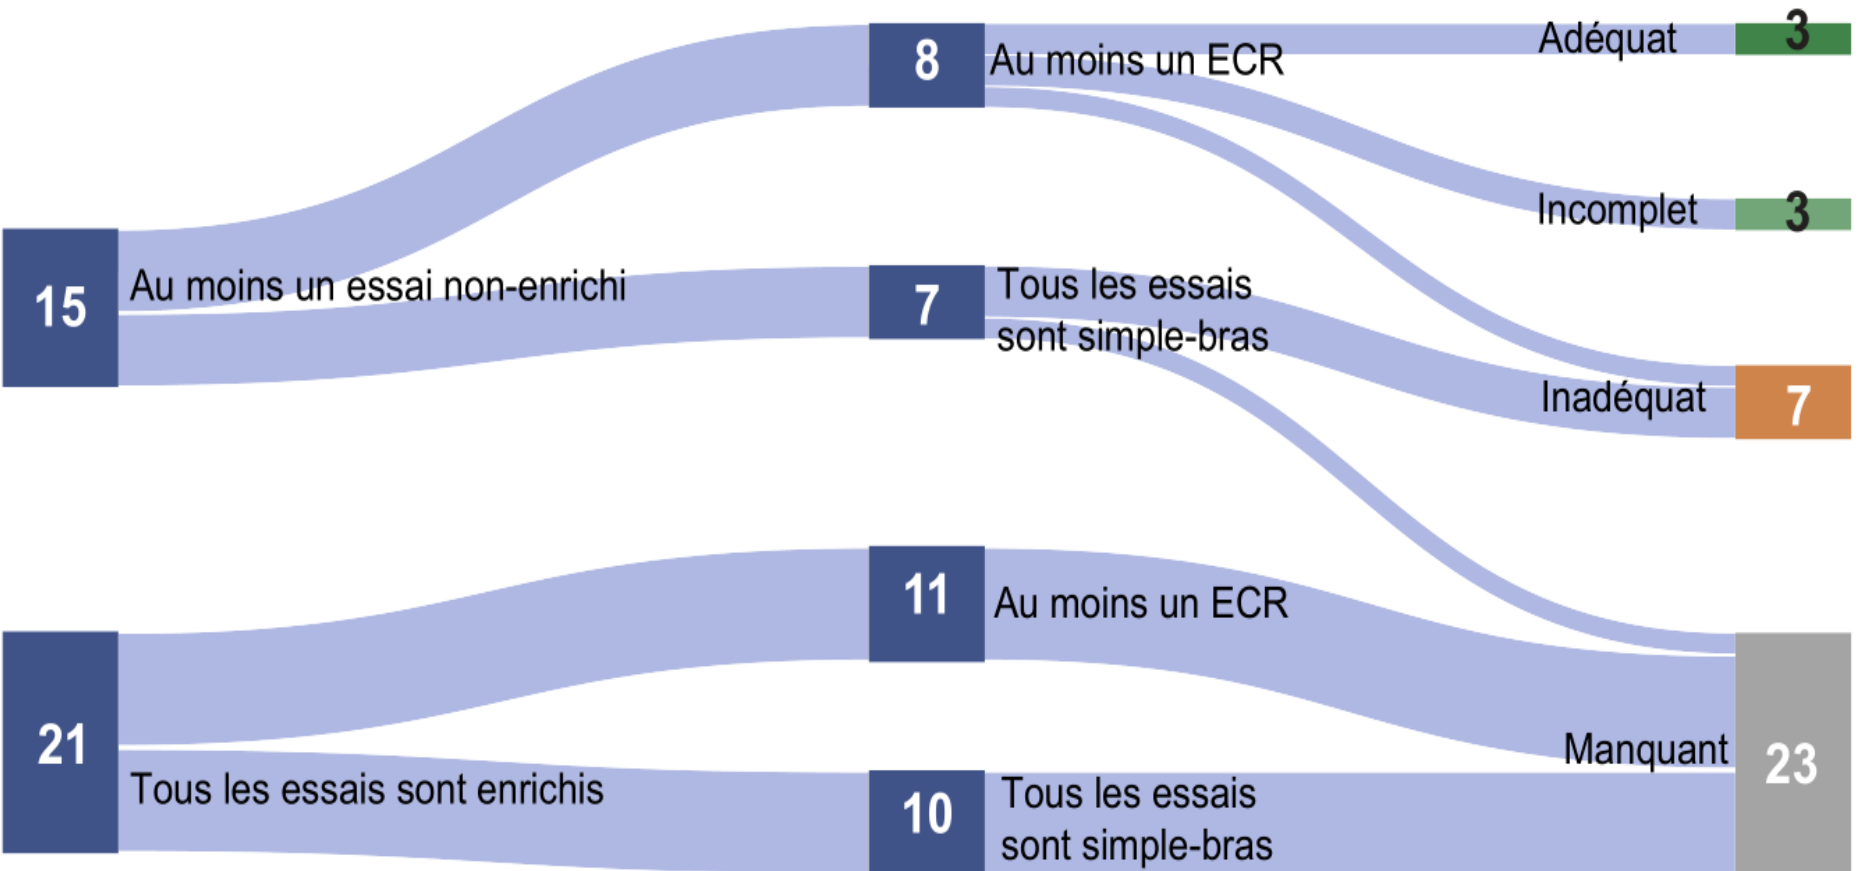 15
Au moins un essai non-enrichi
21
Tous les essais sont enrichis
8
Au moins un ECR
7
Tous les essais
sont simple-bras
11
Au moins un ECR
10
Tous les essais
sont simple-bras
Adéquat
3
Incomplet
3
Inadéquat
7
Manquant
23